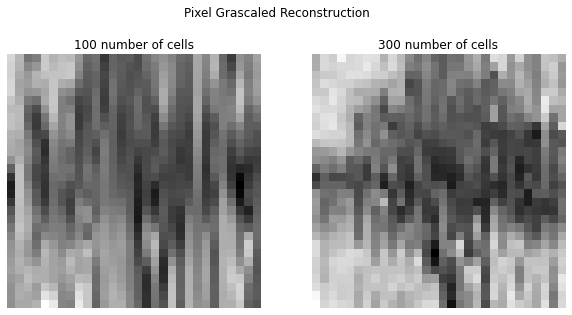 Pixel Grascaled Reconstruction
100 number of cells
300 number of cells